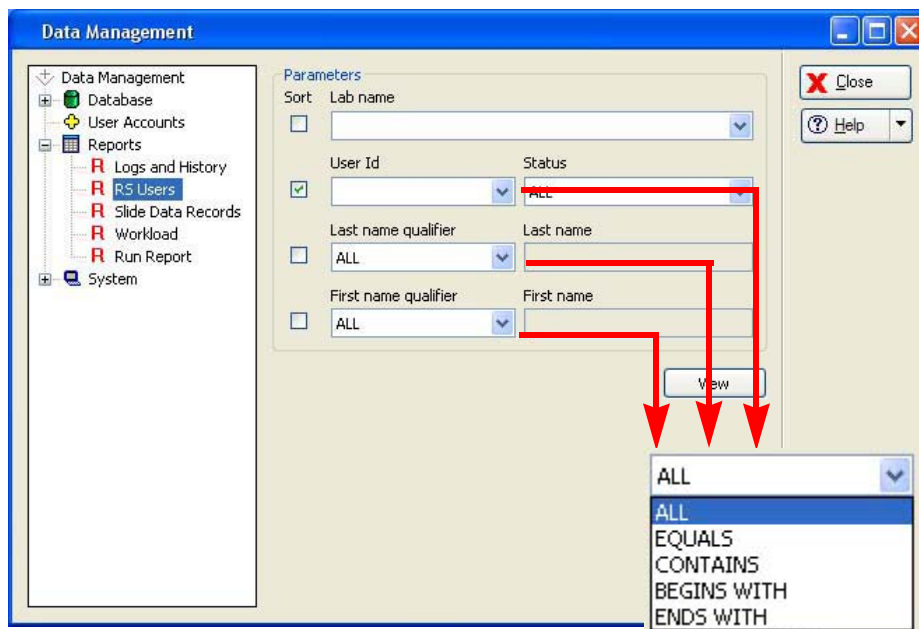 Data Management
Data Management
Database
User Accounts
Reports
R Logs and History
R RS Users
R Slide Data Records
R Workload
R Run Report
System
Parameters
Sort Lab name
User Id Status
ALL
Last name qualifier Last name
ALL
First name qualifier First name
ALL
View
Close
? Help
ALL
ALL
EQUALS
CONTAINS
BEGINS WITH
ENDS WITH